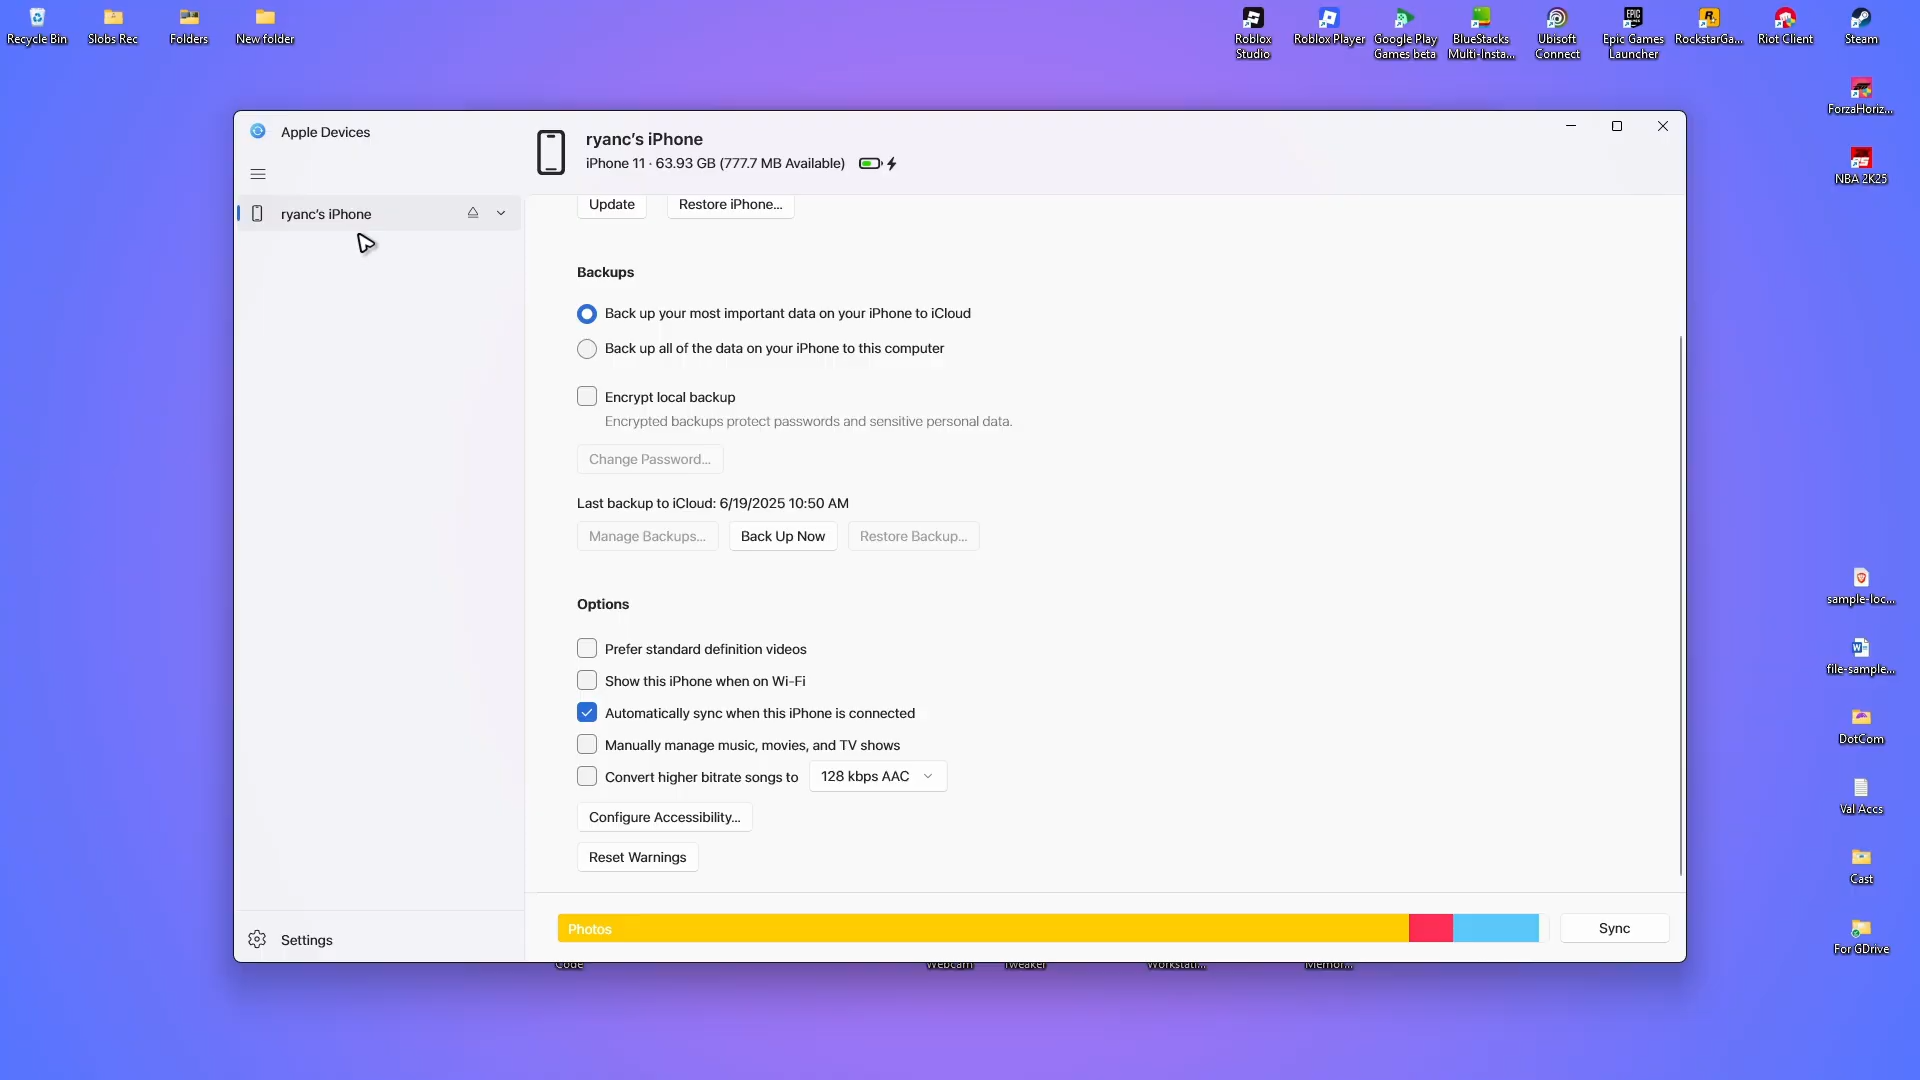 Recycle Bin
Slobs Rec
Folders
New folder
Roblox Studio
Roblox Player
Google Play Games beta
BlueStacks Multi-Insta...
Ubisoft Connect
EPIC GAMES
Epic Games Launcher
RockstarGa...
Riot Client
Steam
ForzaHoriz...
NBA 2K25
sample-loc...
file-sample...
DotCom
Val Accs
Cast
For GDrive
Apple Devices
ryanc's iPhone
Settings
ryanc's iPhone
iPhone 11 · 63.93 GB (777.7 MB Available)
Update
Restore iPhone...
Backups
Back up your most important data on your iPhone to iCloud
Back up all of the data on your iPhone to this computer
Encrypt local backup
Encrypted backups protect passwords and sensitive personal data.
Change Password...
Last backup to iCloud: 6/19/2025 10:50 AM
Manage Backups...
Back Up Now
Restore Backup...
Options
Prefer standard definition videos
Show this iPhone when on Wi-Fi
Automatically sync when this iPhone is connected
Manually manage music, movies, and TV shows
Convert higher bitrate songs to
128 kbps AAC
Configure Accessibility...
Reset Warnings
Photos
Sync
Code
Webcam
Tweaker
Workstati...
Memor...